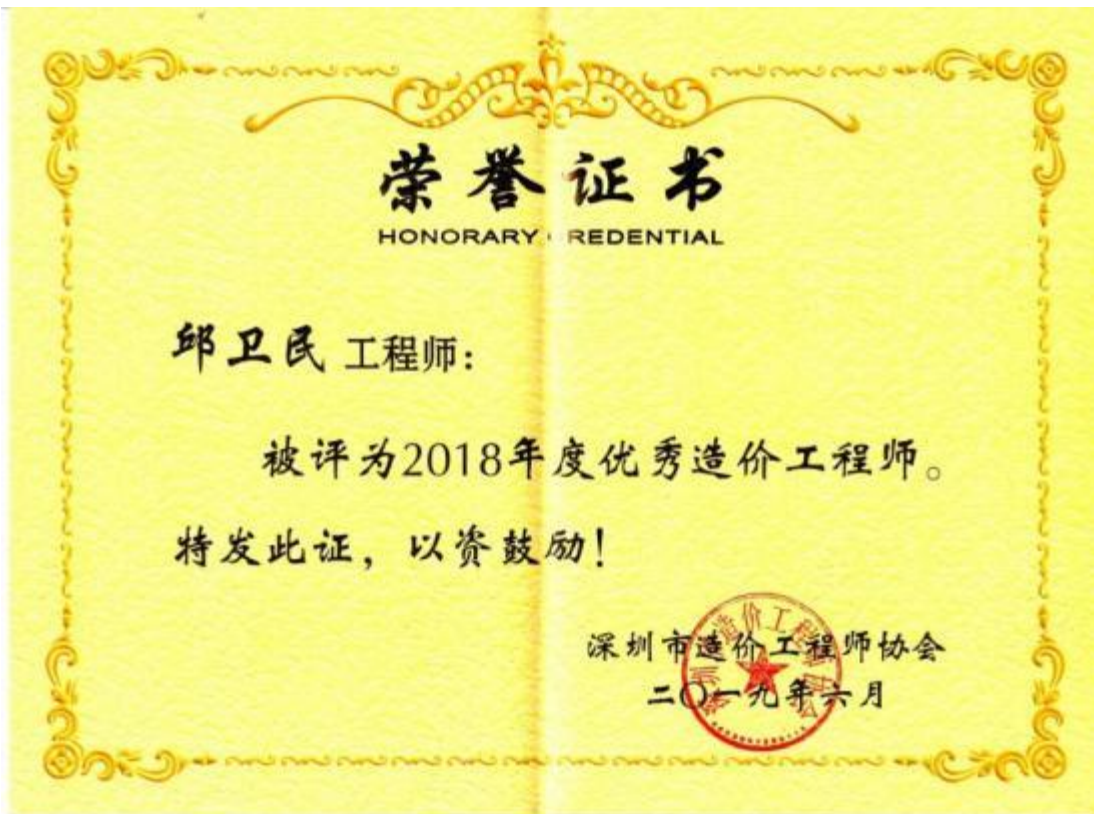 荣誉证书
HONORARY CREDENTIAL
邱卫民 工程师：
被评为2018年度优秀造价工程师。
特发此证，以资鼓励！
深圳市造价工程师协会
二〇一九年六月